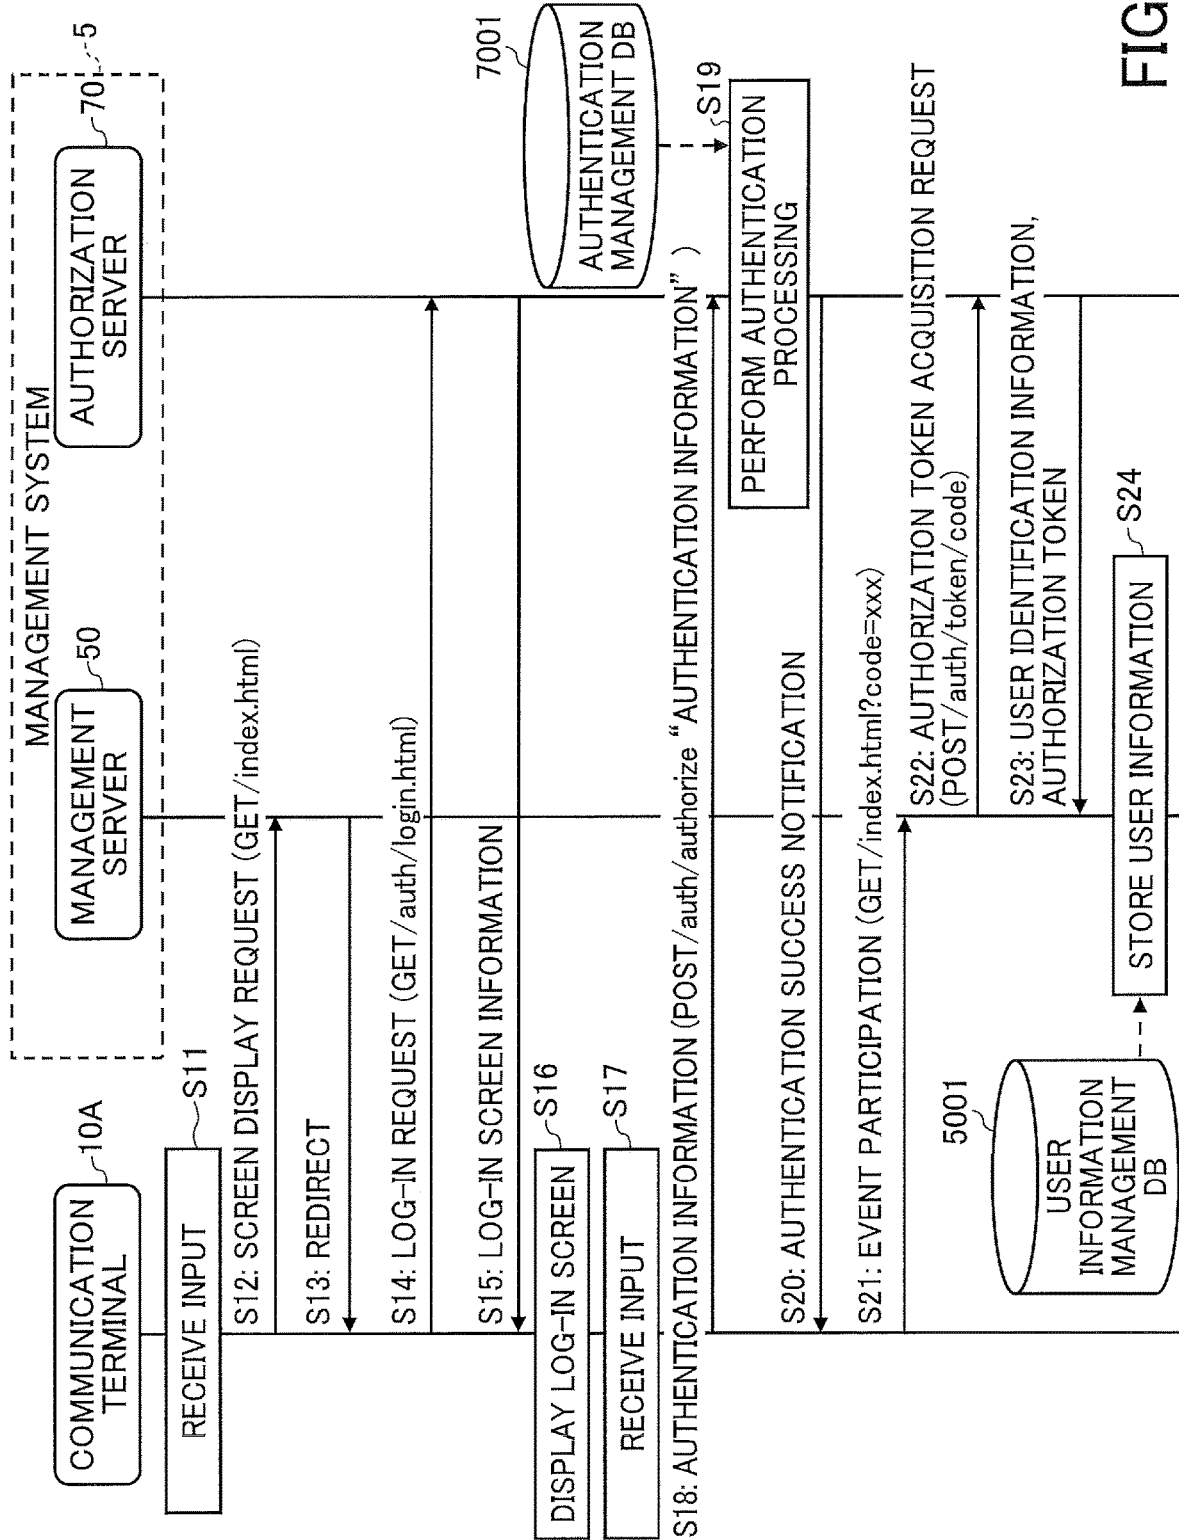 MANAGEMENT SYSTEM
5
COMMUNICATION
TERMINAL
10A
MANAGEMENT
SERVER
50
AUTHORIZATION
SERVER
70
RECEIVE INPUT
S11
S12: SCREEN DISPLAY REQUEST (GET/index.html)
S13: REDIRECT
S14: LOG-IN REQUEST (GET/auth/login.html)
S15: LOG-IN SCREEN INFORMATION
DISPLAY LOG-IN SCREEN
S16
RECEIVE INPUT
S17
7001
AUTHENTICATION
MANAGEMENT DB
S18: AUTHENTICATION INFORMATION (POST/auth/authorize "AUTHENTICATION INFORMATION")
PERFORM AUTHENTICATION
PROCESSING
S19
S20: AUTHENTICATION SUCCESS NOTIFICATION
S21: EVENT PARTICIPATION (GET/index.html?code=xxx)
S22: AUTHORIZATION TOKEN ACQUISITION REQUEST
(POST/auth/token/code)
S23: USER IDENTIFICATION INFORMATION,
AUTHORIZATION TOKEN
5001
USER
INFORMATION
MANAGEMENT
DB
STORE USER INFORMATION
S24
FIG